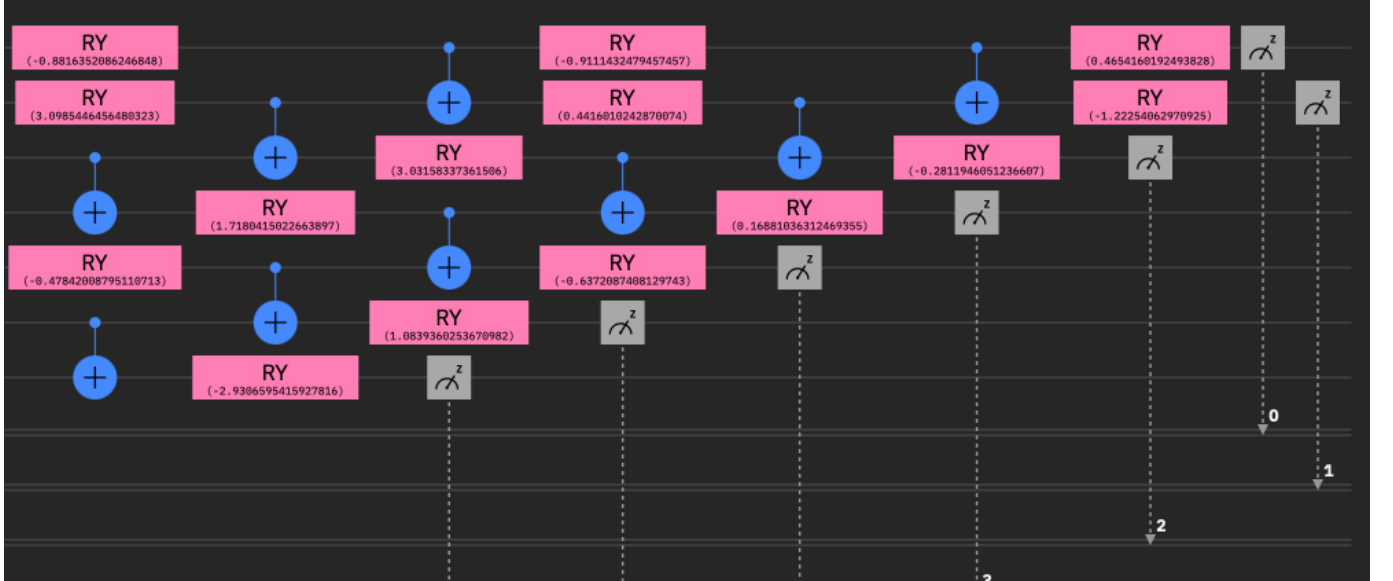 RY
(-0.8816352086246848)
RY
(-0.9111432479457457)
RY
(0.4654160192493828)
z
RY
(3.0985446456480323)
RY
(0.4416010242870074)
RY
(-1.22254062970925)
z
RY
(3.03158337361506)
RY
(-0.2811946051236607)
z
RY
(1.7180415022663897)
RY
(0.16881036312469355)
z
RY
(-0.47842008795110713)
RY
(-0.6372087408129743)
z
RY
(1.0839360253670982)
z
RY
(-2.9306595415927816)
z
0
1
2
3